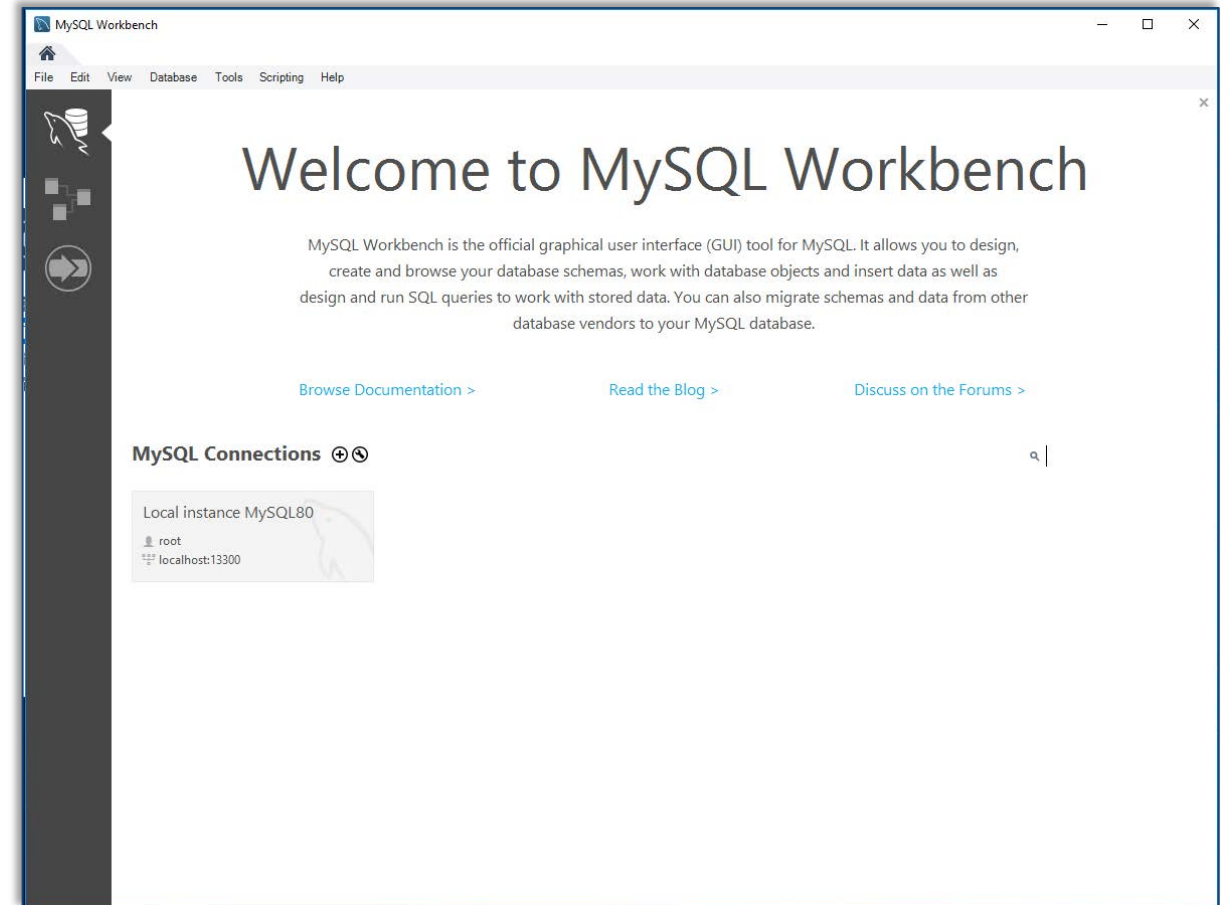 MySQL Workbench
File Edit View Database Tools Scripting Help
Welcome to MySQL Workbench
MySQL Workbench is the official graphical user interface (GUI) tool for MySQL. It allows you to design,
create and browse your database schemas, work with database objects and insert data as well as
design and run SQL queries to work with stored data. You can also migrate schemas and data from other
database vendors to your MySQL database.
Browse Documentation > Read the Blog > Discuss on the Forums >
MySQL Connections
Local instance MySQL80
root
localhost:13300